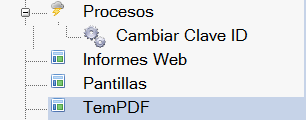 Procesos
Cambiar Clave ID
Informes Web
Pantillas
TemPDF